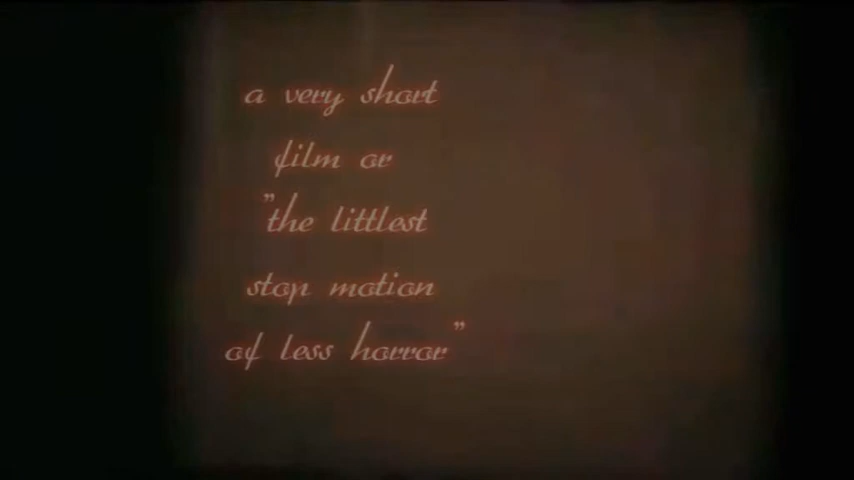 a very short
film or
"the littlest
stop motion
of less horror"